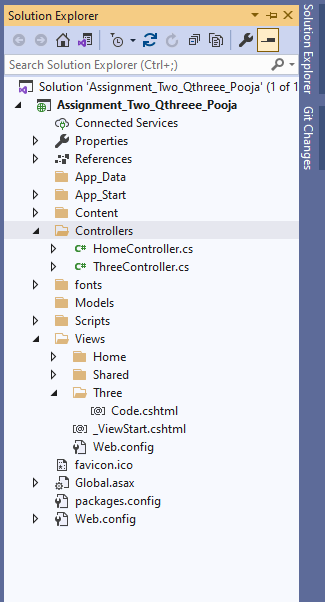 Solution Explorer
Search Solution Explorer (Ctrl+;)
Solution 'Assignment_Two_Qthreee_Pooja' (1 of 1
Assignment_Two_Qthreee_Pooja
Connected Services
Properties
References
App_Data
App_Start
Content
Controllers
C# HomeController.cs
C# ThreeController.cs
fonts
Models
Scripts
Views
Home
Shared
Three
[@] Code.cshtml
[@] _ViewStart.cshtml
Web.config
favicon.ico
Global.asax
packages.config
Web.config
Solution Explorer
Git Changes